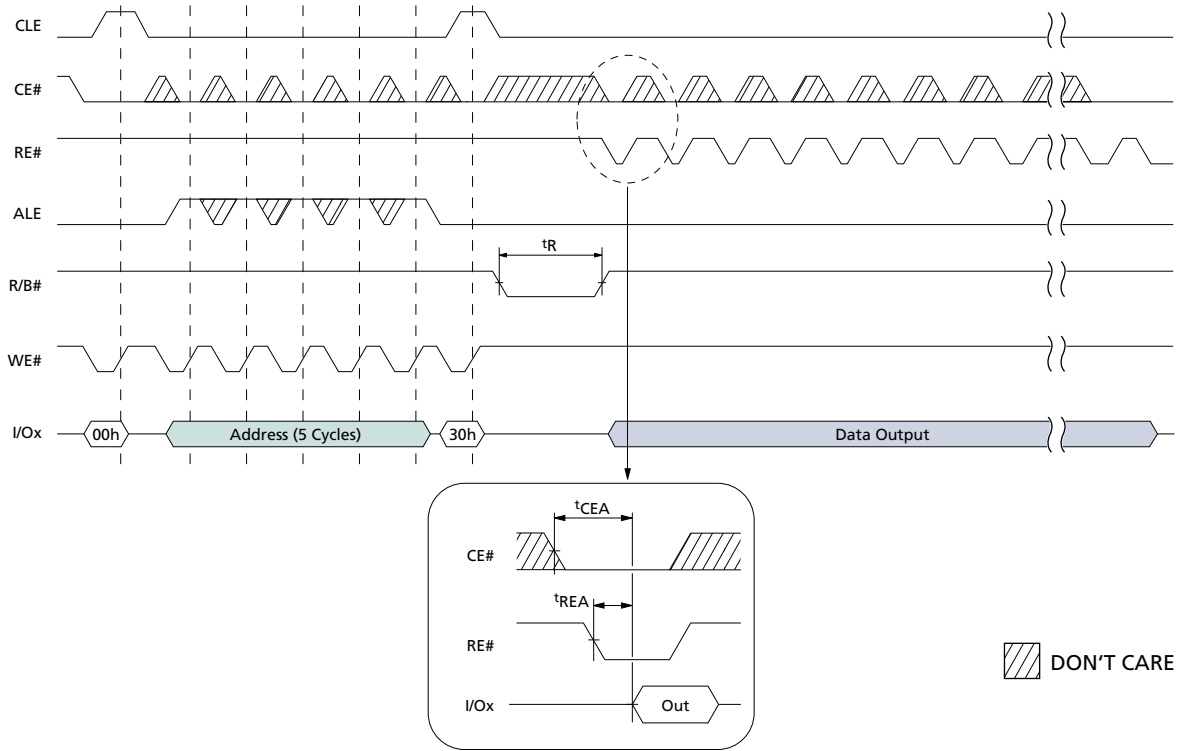 CLE
CE#
RE#
ALE
tR
R/B#
WE#
I/Ox
00h
Address (5 Cycles)
30h
Data Output
tCEA
CE#
tREA
RE#
I/Ox
Out
DON'T CARE